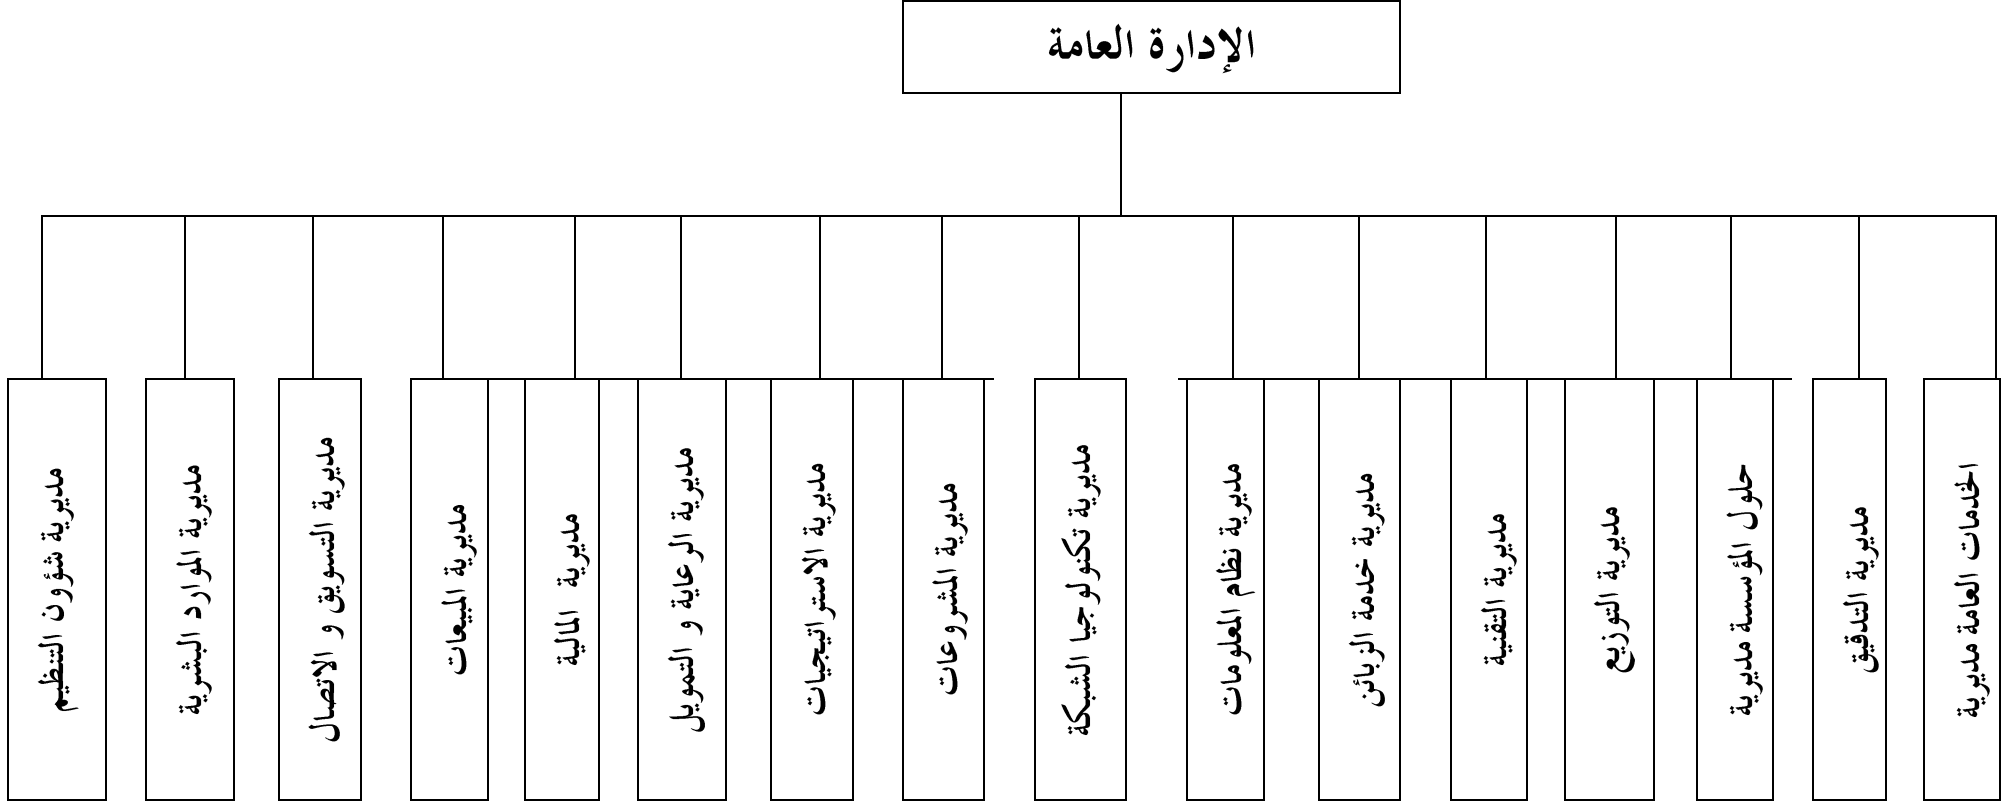 الإدارة العامة
الخدمات العامة مديرية
مديرية التدقيق
حلول المؤسسة مديرية
مديرية التوزيع
مديرية التقنية
مديرية خدمة الزبائن
مديرية نظام المعلومات
مديرية تكنولوجيا الشبكة
مديرية المشروعات
مديرية الاستراتيجيات
مديرية الرعاية و التمويل
مديرية المالية
مديرية المبيعات
مديرية التسويق و الاتصال
مديرية الموارد البشرية
مديرية شؤون التنظيم